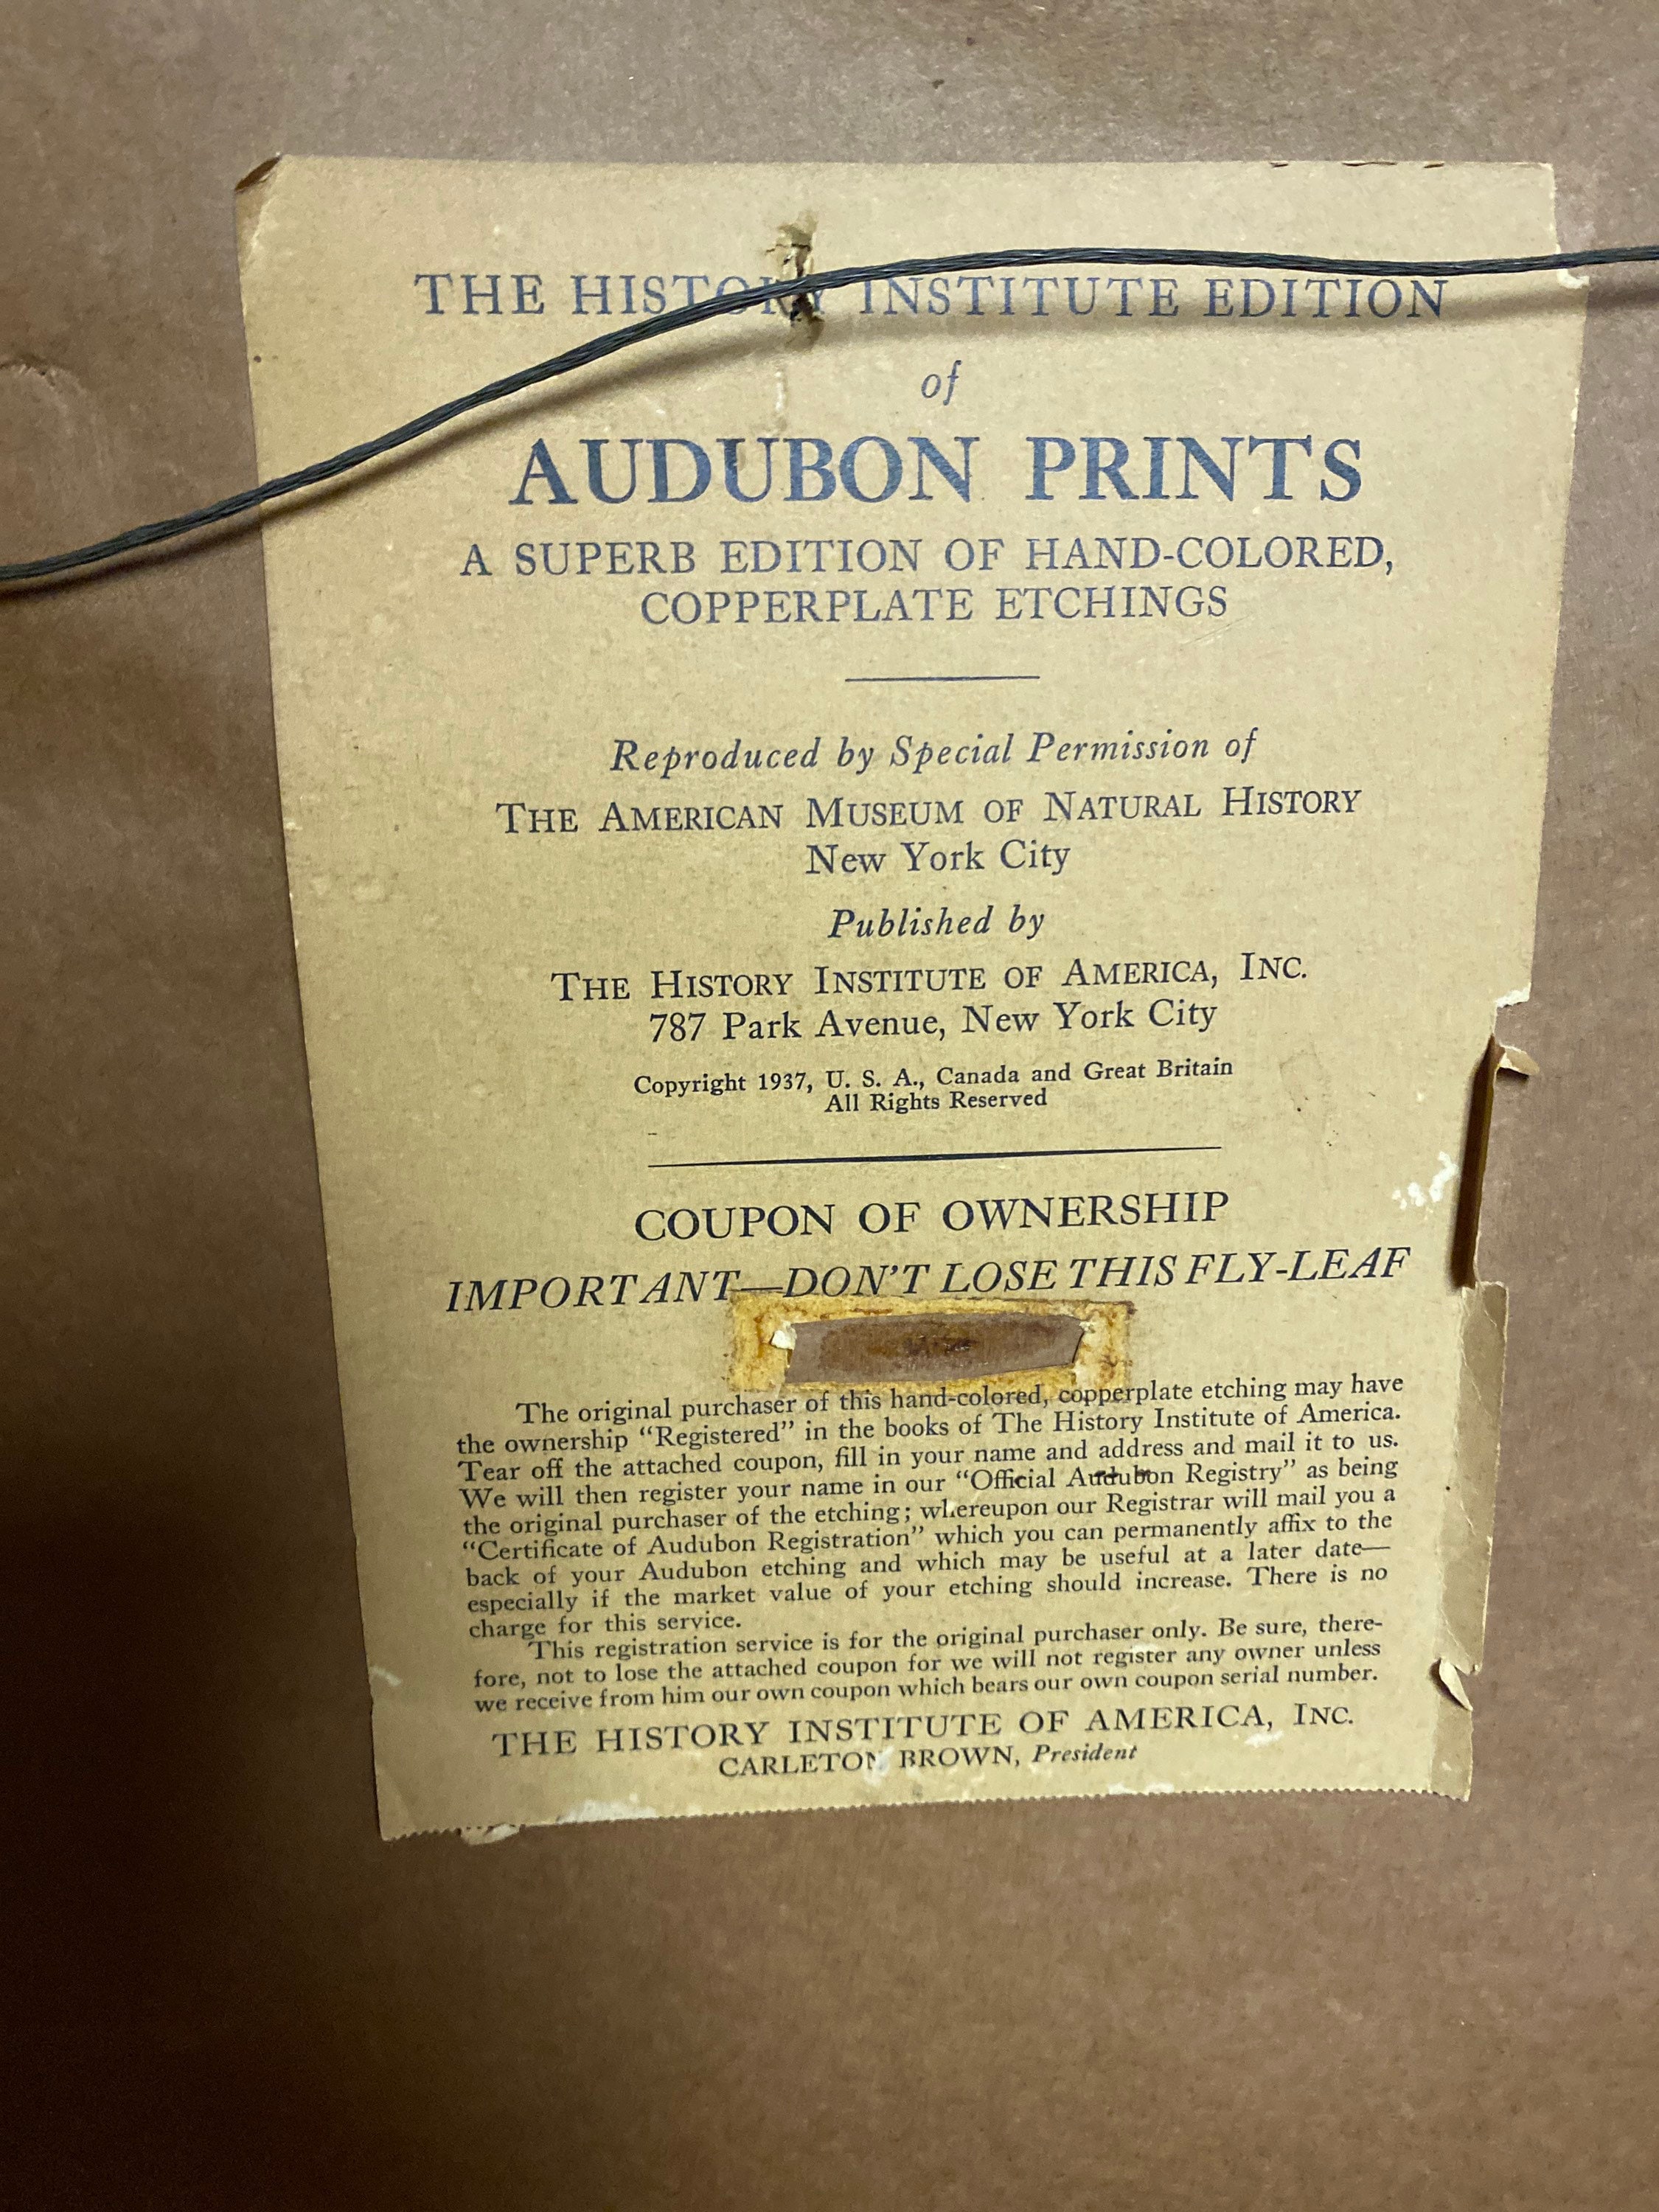 THE HISTORY INSTITUTE EDITION
of
AUDUBON PRINTS
A SUPERB EDITION OF HAND-COLORED,
COPPERPLATE ETCHINGS
Reproduced by Special Permission of
THE AMERICAN MUSEUM OF NATURAL HISTORY
New York City
Published by
THE HISTORY INSTITUTE OF AMERICA, INC.
787 Park Avenue, New York City
Copyright 1937, U. S. A., Canada and Great Britain
All Rights Reserved
COUPON OF OWNERSHIP
IMPORTANT—DON'T LOSE THIS FLY-LEAF
The original purchaser of this hand-colored, copperplate etching may have
the ownership "Registered" in the books of The History Institute of America.
Tear off the attached coupon, fill in your name and address and mail it to us.
We will then register your name in our "Official Audubon Registry" as being
the original purchaser of the etching; whereupon our Registrar will mail you a
"Certificate of Audubon Registration" which you can permanently affix to the
back of your Audubon etching and which may be useful at a later date—
especially if the market value of your etching should increase. There is no
charge for this service.
This registration service is for the original purchaser only. Be sure, there-
fore, not to lose the attached coupon for we will not register any owner unless
we receive from him our own coupon which bears our own coupon serial number.
THE HISTORY INSTITUTE OF AMERICA, INC.
CARLETON BROWN, President